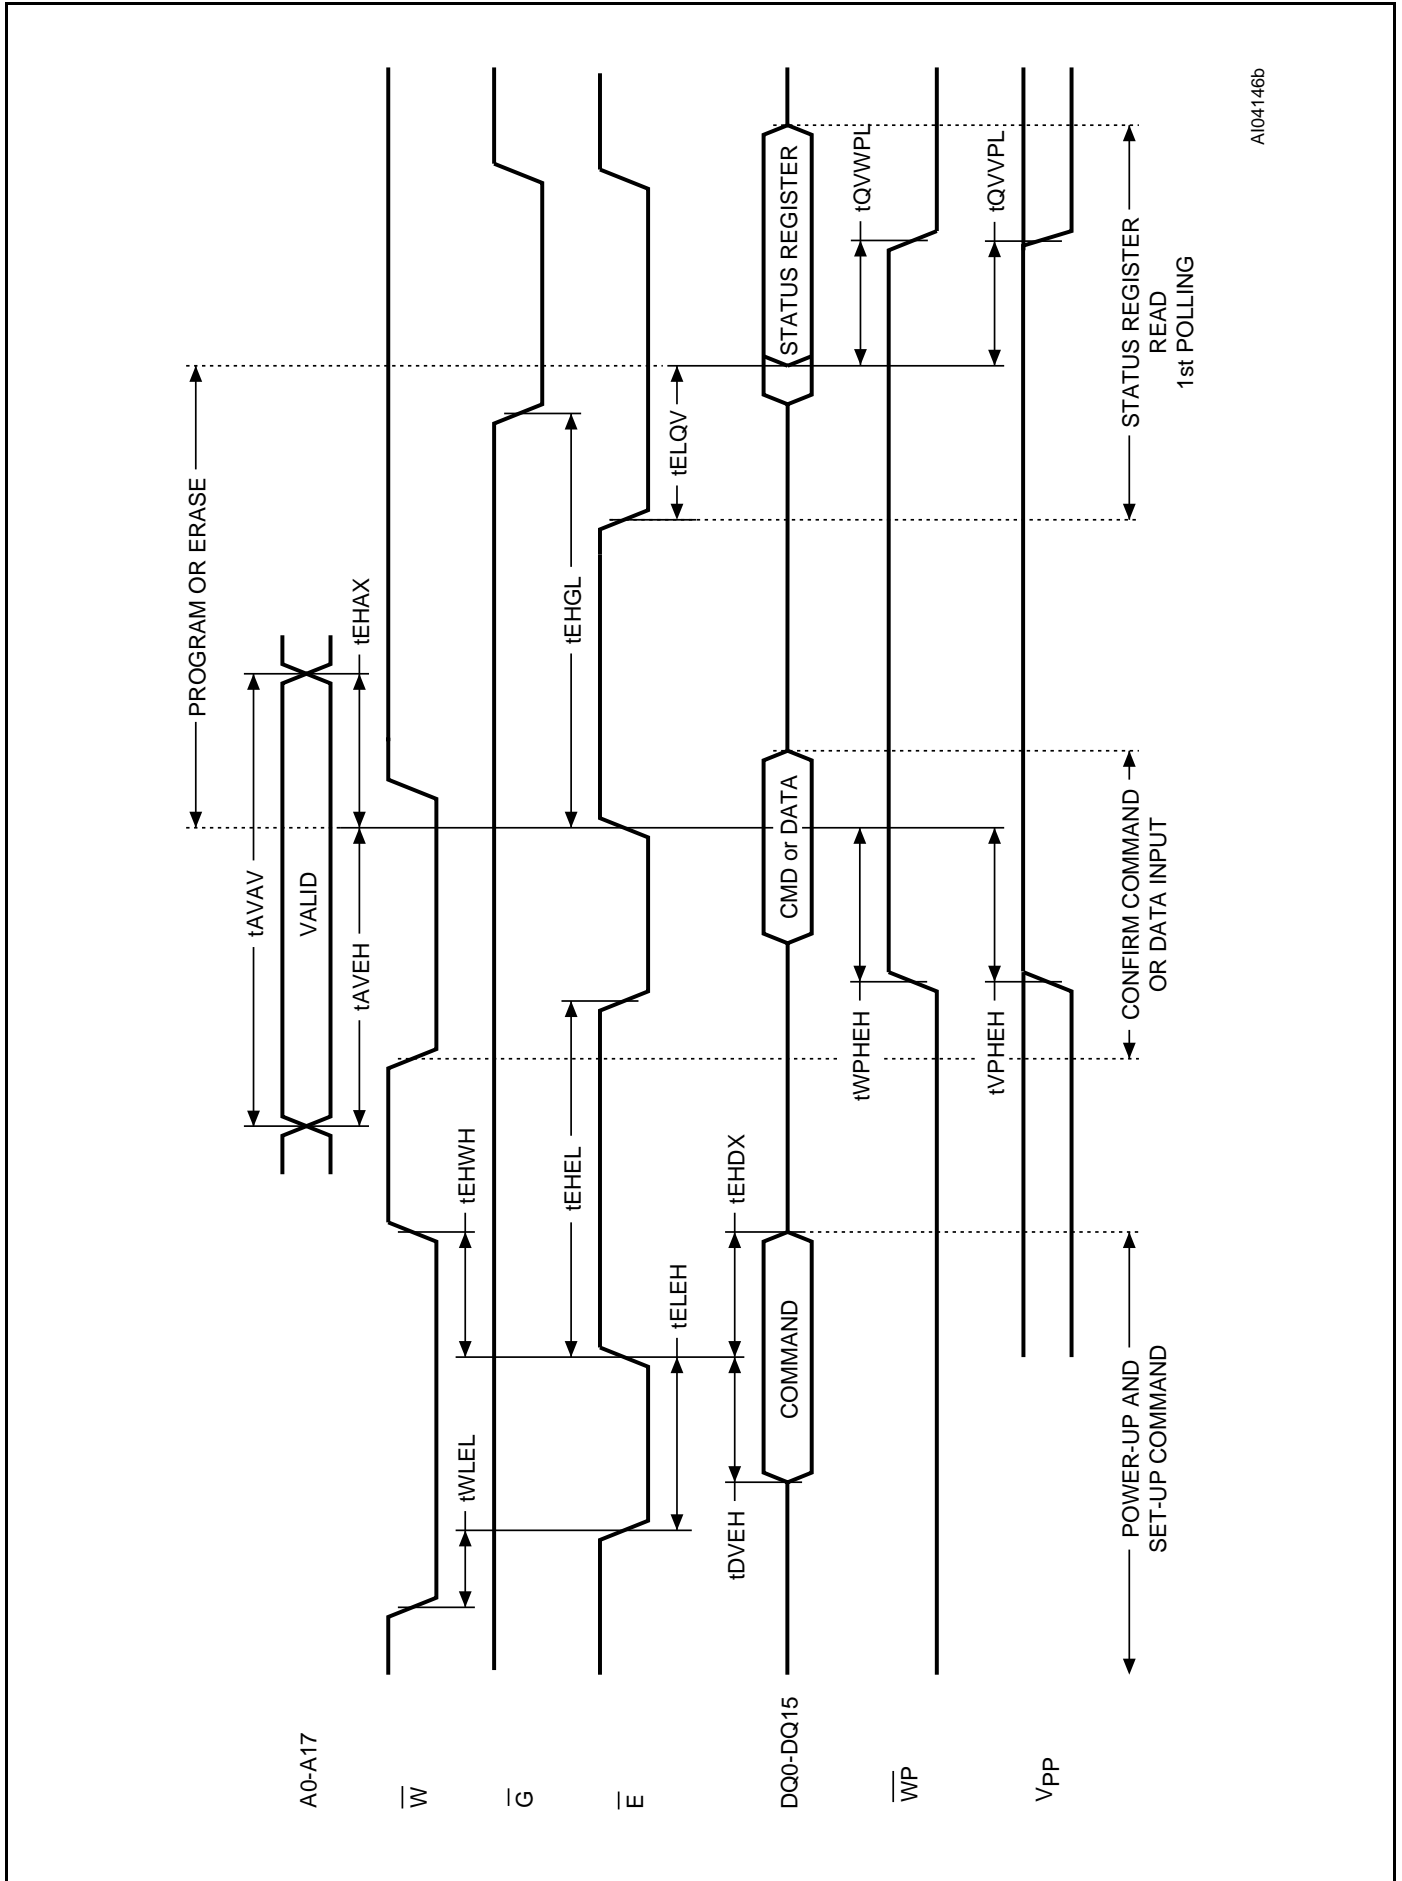 PROGRAM OR ERASE
tAVAV
A0-A17
VALID
tAVEH
tEHAX
W
tWLEL
tEHWH
G
tEHEL
tEHGL
E
tELEH
tELQV
tDVEH
tEHDX
DQ0-DQ15
COMMAND
CMD or DATA
STATUS REGISTER
tWPHEH
tQVWPL
WP
tVPHEH
tQVVPL
VPP
POWER-UP AND
SET-UP COMMAND
CONFIRM COMMAND
OR DATA INPUT
STATUS REGISTER
READ
1st POLLING
AI04146b